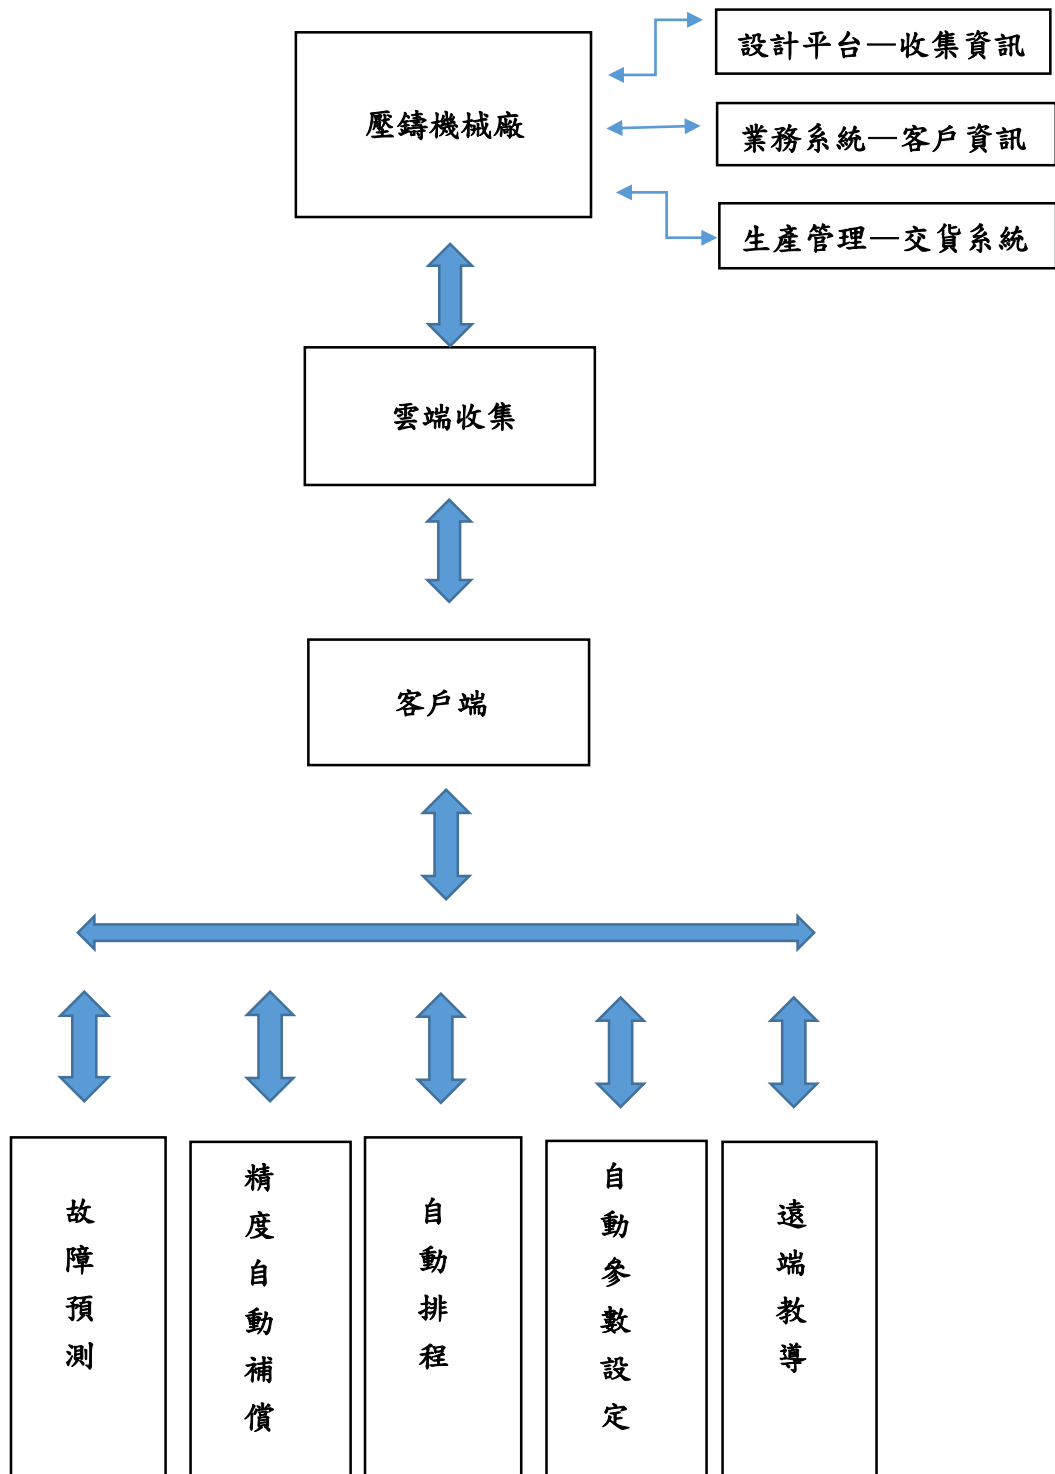 設計平台—收集資訊
壓鑄機械廠
業務系統—客戶資訊
生產管理—交貨系統
雲端收集
客戶端
故障預測
精度自動補償
自動排程
自動參數設定
遠端教導